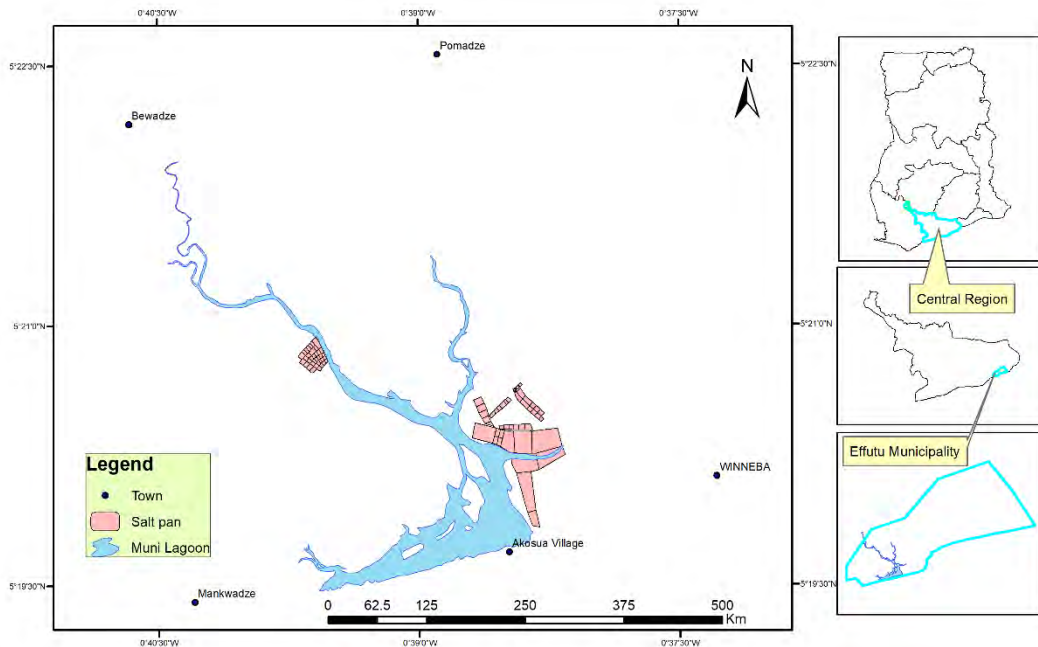 0°40'30"W
0°39'0"W
0°37'30"W
Pomadze
5°22'30"N
5°22'30"N
N
Bewadze
Central Region
5°21'0"N
5°21'0"N
Effutu Municipality
Legend
Town
Salt pan
Muni Lagoon
WINNEBA
Akosua Village
5°19'30"N
5°19'30"N
Mankwadze
0 62.5 125 250 375 500
Km
0°40'30"W
0°39'0"W
0°37'30"W